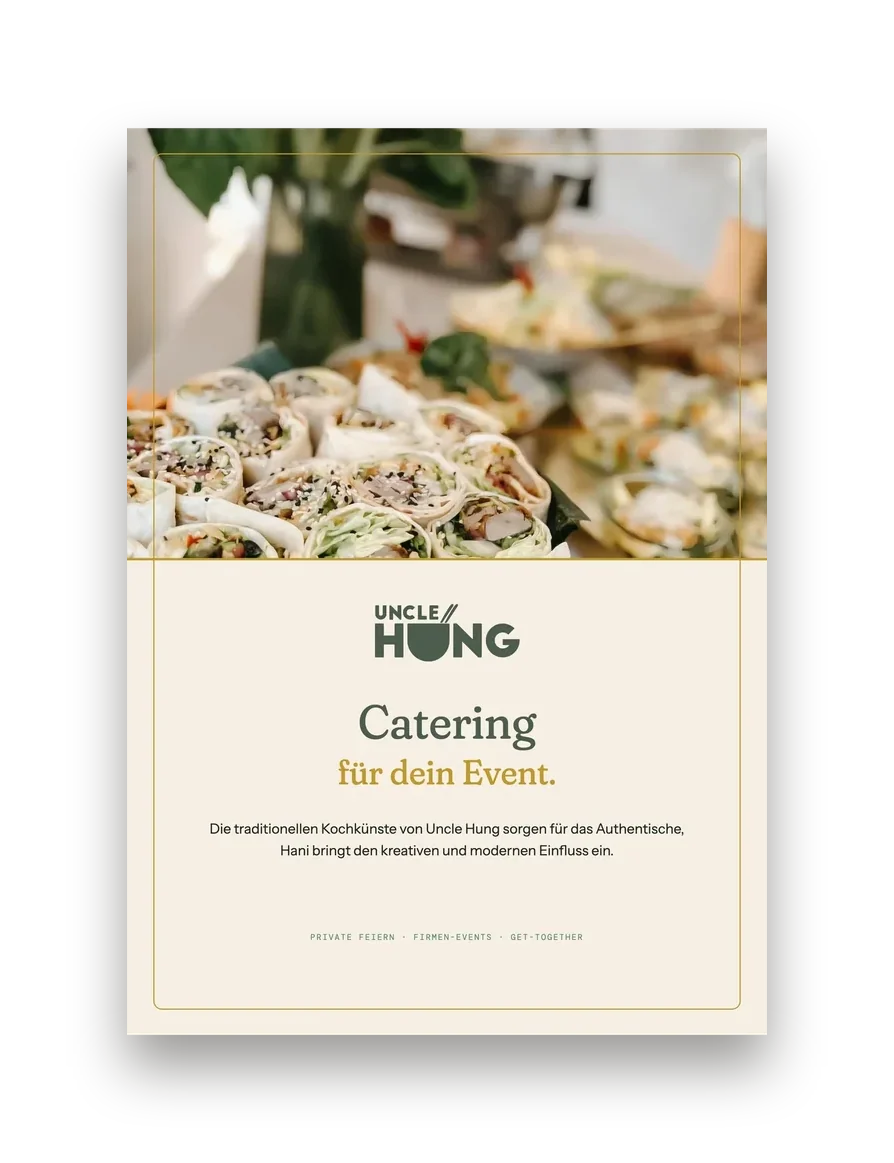 UNCLE
HUNG
Catering
für dein Event.
Die traditionellen Kochkünste von Uncle Hung sorgen für das Authentische,
Hani bringt den kreativen und modernen Einfluss ein.
PRIVATE FEIERN · FIRMEN-EVENTS · GET-TOGETHER